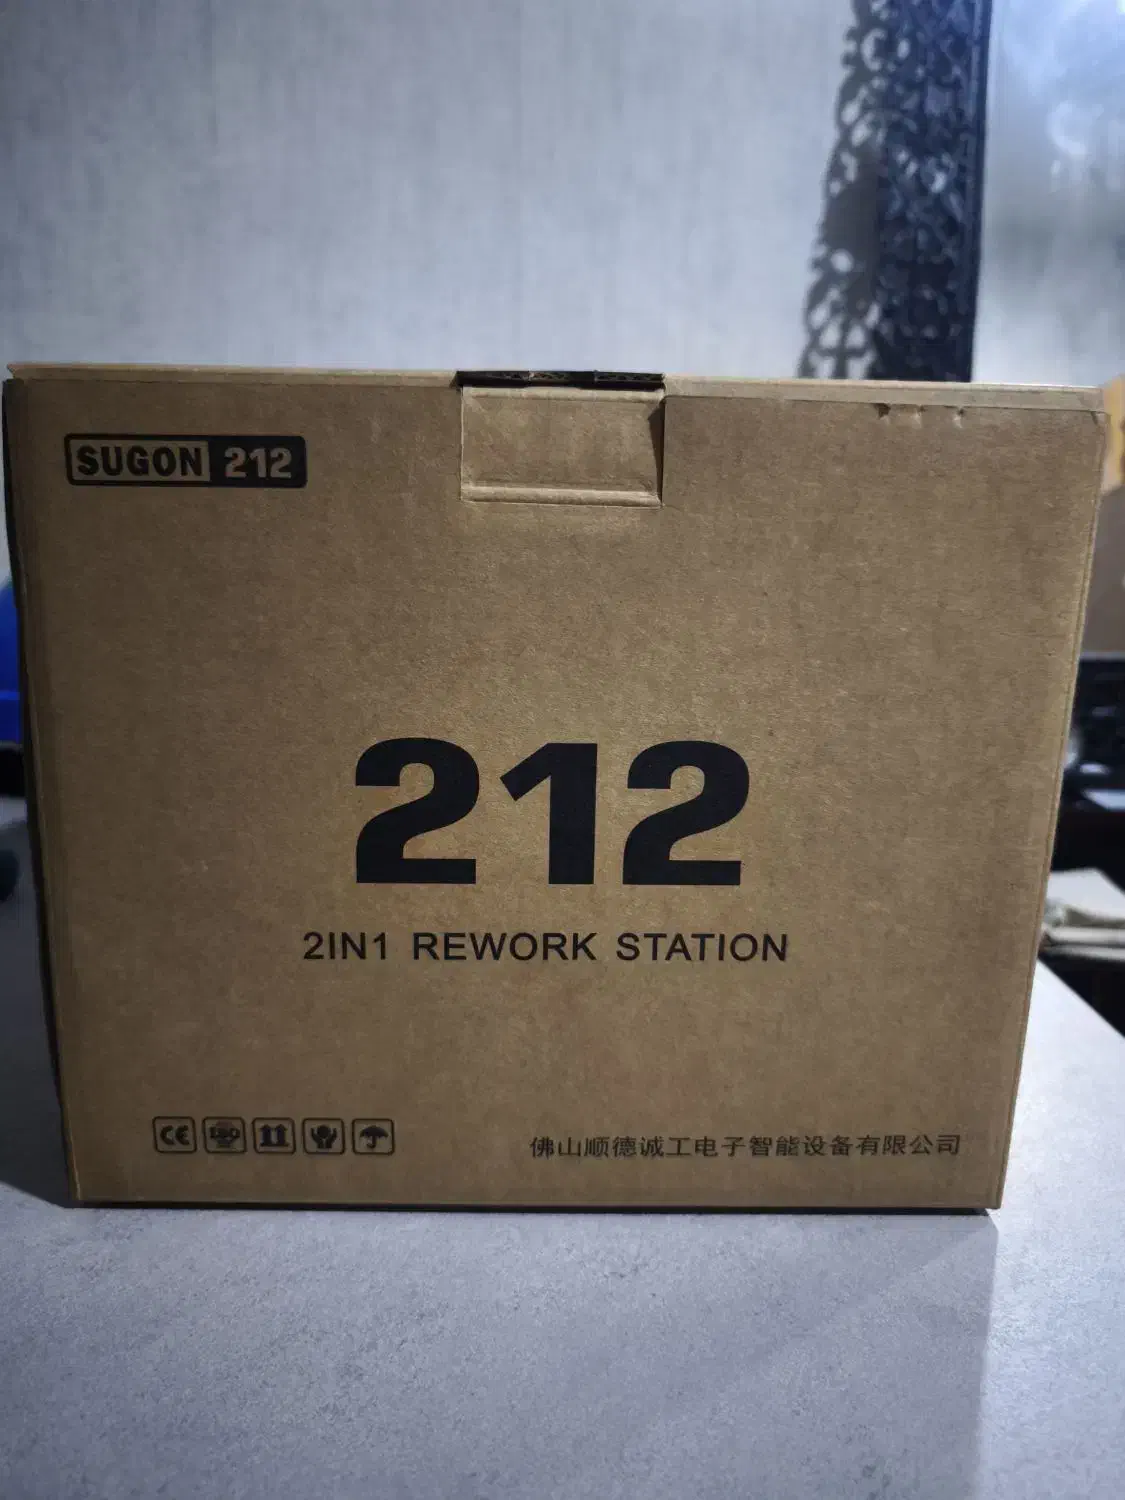 SUGON 212
212
2IN1 REWORK STATION
CE ISO
佛山顺德诚工电子智能设备有限公司